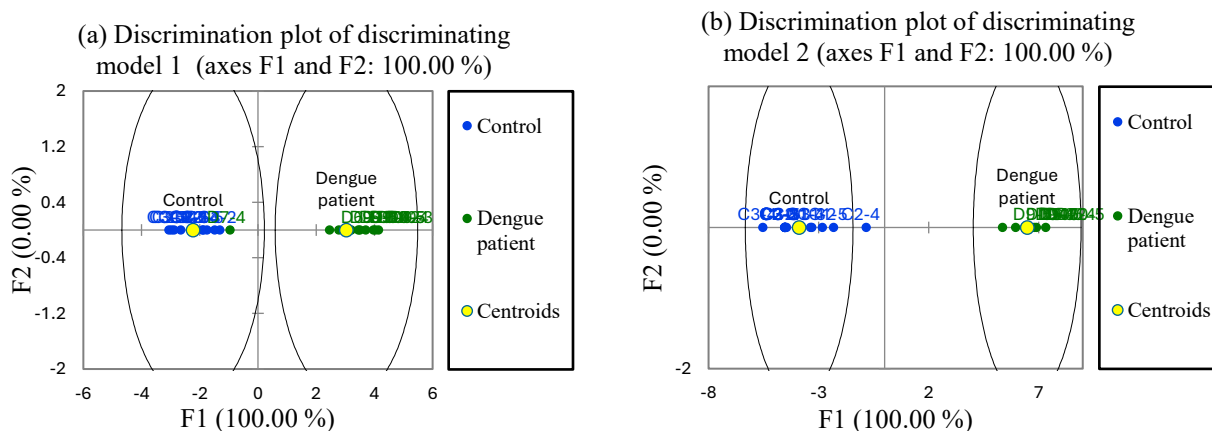 (a) Discrimination plot of discriminating
model 1 (axes F1 and F2: 100.00 %)
2
1.2
0.4
-0.4
-1.2
-2
F2 (0.00 %)
Control
Dengue
patient
-6
-4
-2
0
2
4
6
F1 (100.00 %)
Control
Dengue
patient
Centroids
(b) Discrimination plot of discriminating
model 2 (axes F1 and F2: 100.00 %)
-2
F2 (0.00 %)
Control
C2-4
Dengue
patient
-8
-3
2
7
F1 (100.00 %)
Control
Dengue
patient
Centroids